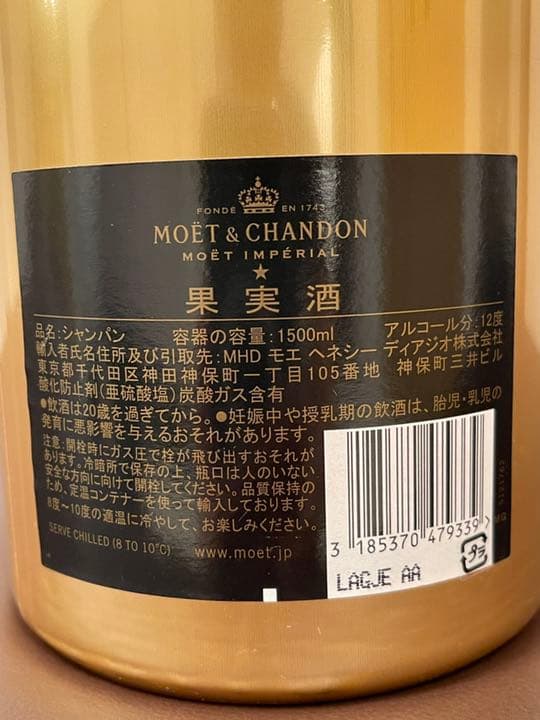 FONDÉ EN 1743
MOËT & CHANDON
MOËT IMPÉRIAL
★
果実酒
品名:シャンパン 容器の容量:1500ml アルコール分:12度
輸入者氏名住所及び引取先:MHD モエ ヘネシー ディアジオ株式会社
東京都千代田区神田神保町一丁目105番地 神保町三井ビル
酸化防止剤(亜硫酸塩)炭酸ガス含有
●飲酒は20歳を過ぎてから。●妊娠中や授乳期の飲酒は、胎児・乳児の
発育に悪影響を与えるおそれがあります。
注意:開栓時にガス圧で栓が飛び出すおそれが
あります。冷暗所で保存の上、瓶口は人のいない
安全な方向に向けて開栓してください。品質保持の
ため、定温コンテナーを使って輸入しております。
8度〜10度の適温に冷やして、お楽しみください。
SERVE CHILLED (8 TO 10°C) www.moet.jp
3 185370 479339
LAGJE AA
プラ
MG